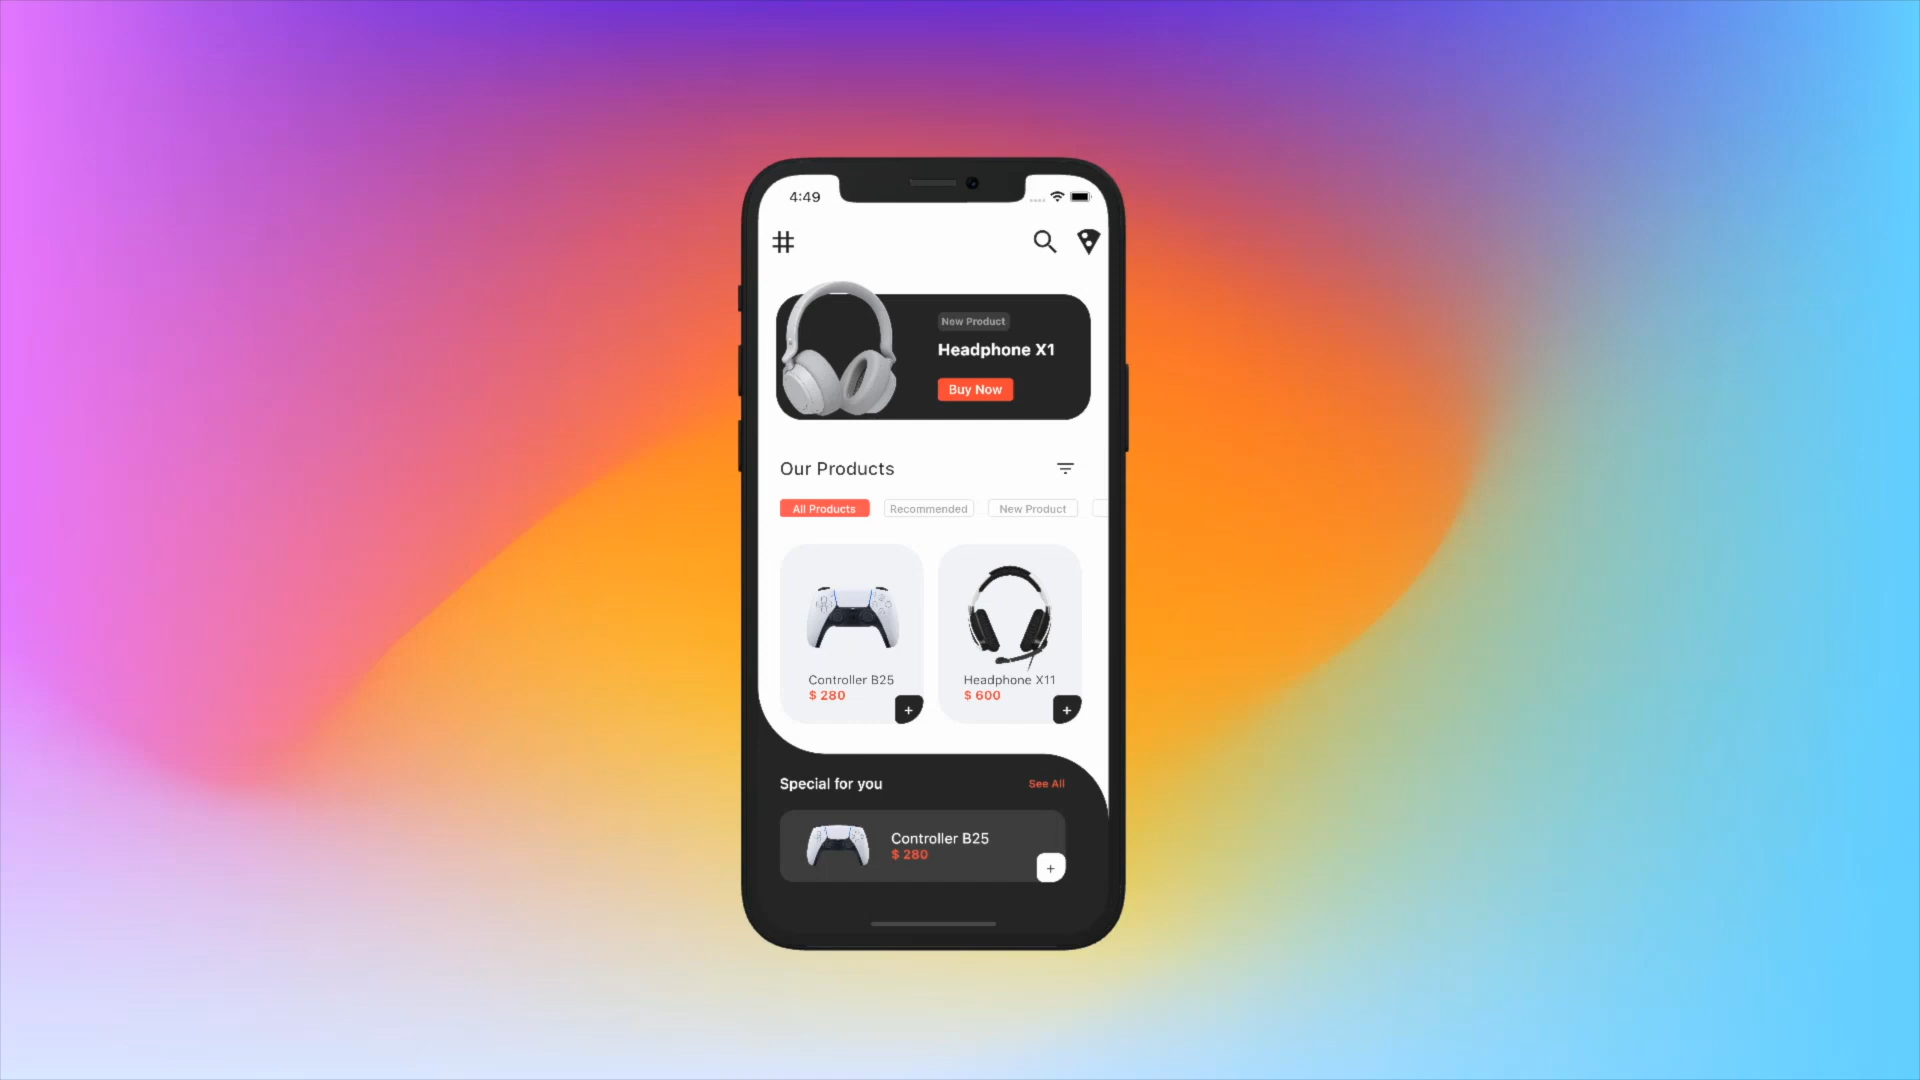 4:49
New Product
Headphone X1
Buy Now
Our Products
All Products
Recommended
New Product
Controller B25
$ 280
+
Headphone X11
$ 600
+
Special for you
See All
Controller B25
$ 280
+